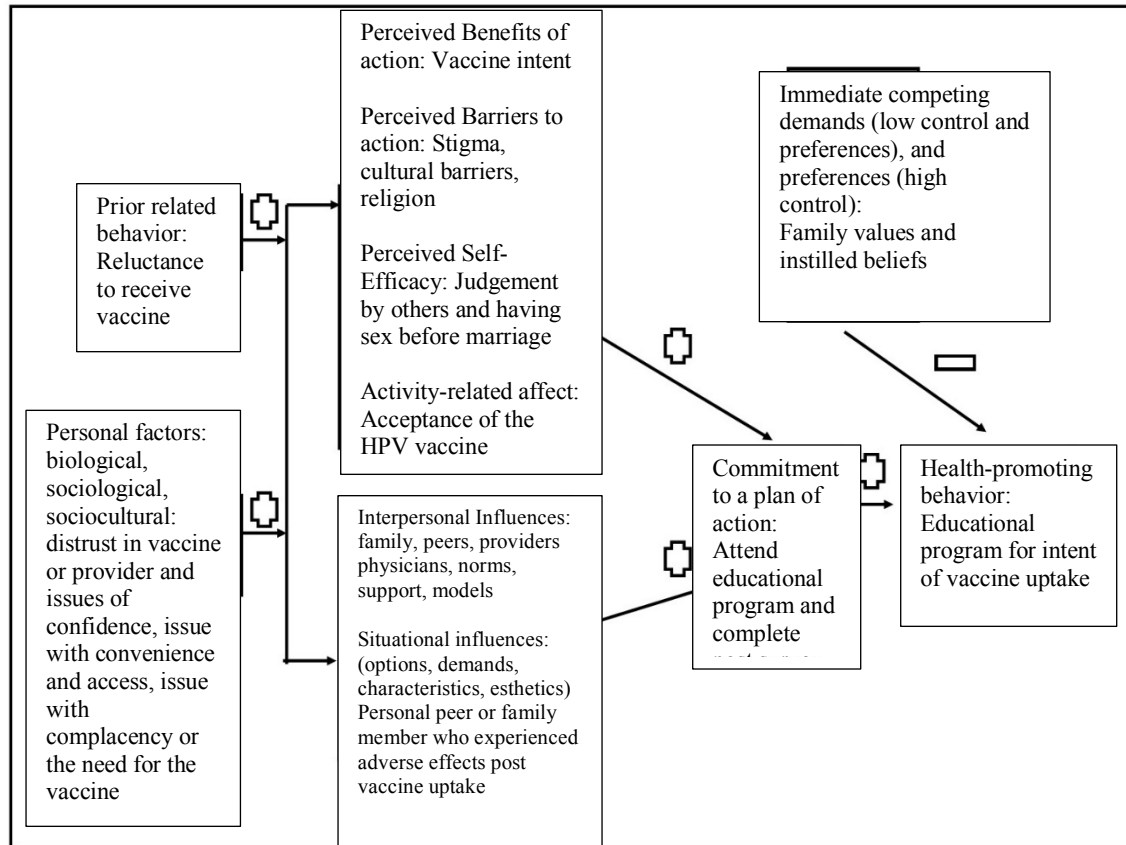 Prior related
behavior:
Reluctance
to receive
vaccine
Personal factors:
biological,
sociological,
sociocultural:
distrust in vaccine
or provider and
issues of
confidence, issue
with convenience
and access, issue
with
complacency or
the need for the
vaccine
Perceived Benefits of
action: Vaccine intent
Perceived Barriers to
action: Stigma,
cultural barriers,
religion
Perceived Self-
Efficacy: Judgement
by others and having
sex before marriage
Activity-related affect:
Acceptance of the
HPV vaccine
Interpersonal Influences:
family, peers, providers
physicians, norms,
support, models
Situational influences:
(options, demands,
characteristics, esthetics)
Personal peer or family
member who experienced
adverse effects post
vaccine uptake
Immediate competing
demands (low control and
preferences), and
preferences (high
control):
Family values and
instilled beliefs
Commitment
to a plan of
action:
Attend
educational
program and
complete
Health-promoting
behavior:
Educational
program for intent
of vaccine uptake